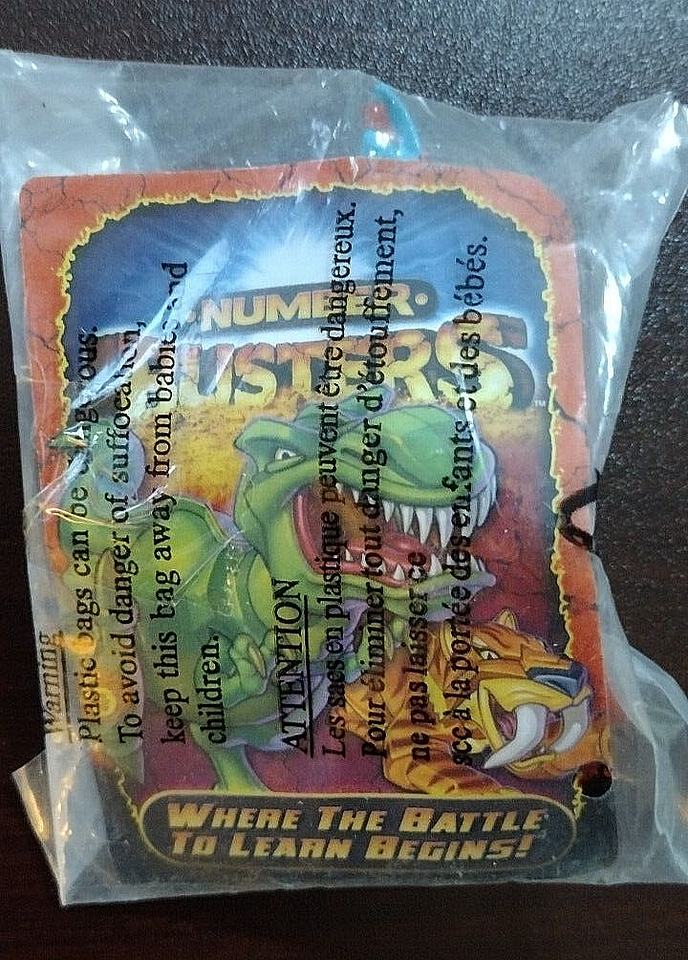 NUMBER
BUSTERS
TM
WHERE THE BATTLE
TO LEARN BEGINS!
Warning
Plastic bags can be dangerous.
To avoid danger of suffocation,
keep this bag away from babies and
children.
ATTENTION
Les sacs en plastique peuvent être dangereux.
Pour éliminer tout danger d'étouffement,
ne pas laisser ce
sac à la portée des enfants et des bébés.